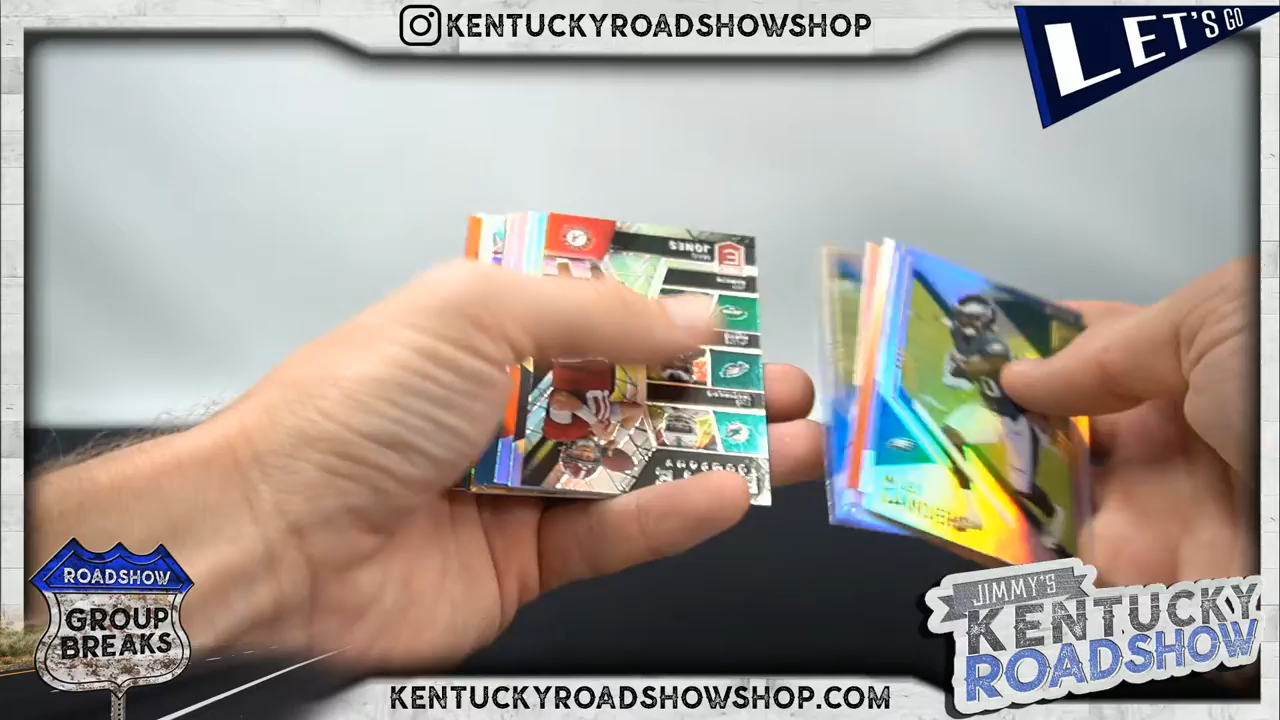 KENTUCKYROADSHOWSHOP
LET'S GO
JONES
ROADSHOW
GROUP
BREAKS
JIMMY'S
KENTUCKY
ROADSHOW
KENTUCKYROADSHOWSHOP.COM